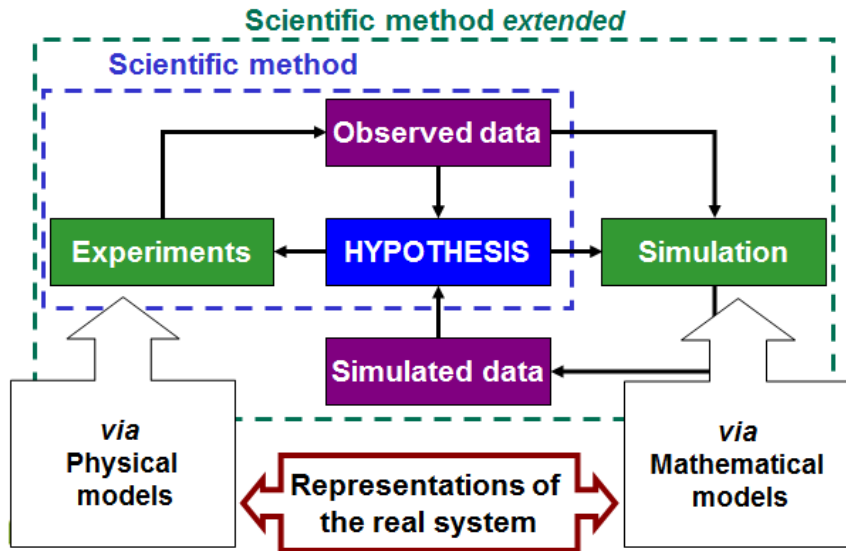 Scientific method extended
Scientific method
Observed data
Experiments
HYPOTHESIS
Simulation
Simulated data
via
Physical
models
Representations of
the real system
via
Mathematical
models